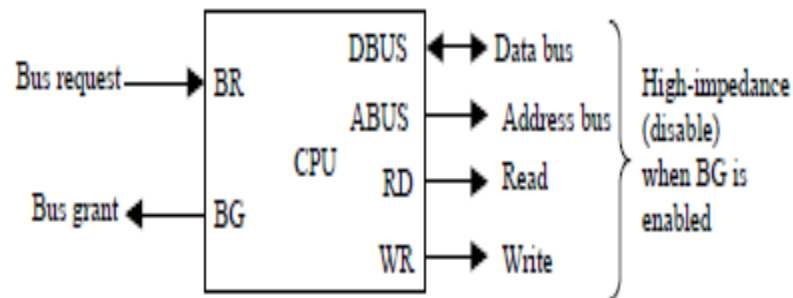 Bus request
BR
Bus grant
BG
CPU
DBUS
ABUS
RD
WR
Data bus
Address bus
Read
Write
High-impedance
(disable)
when BG is
enabled